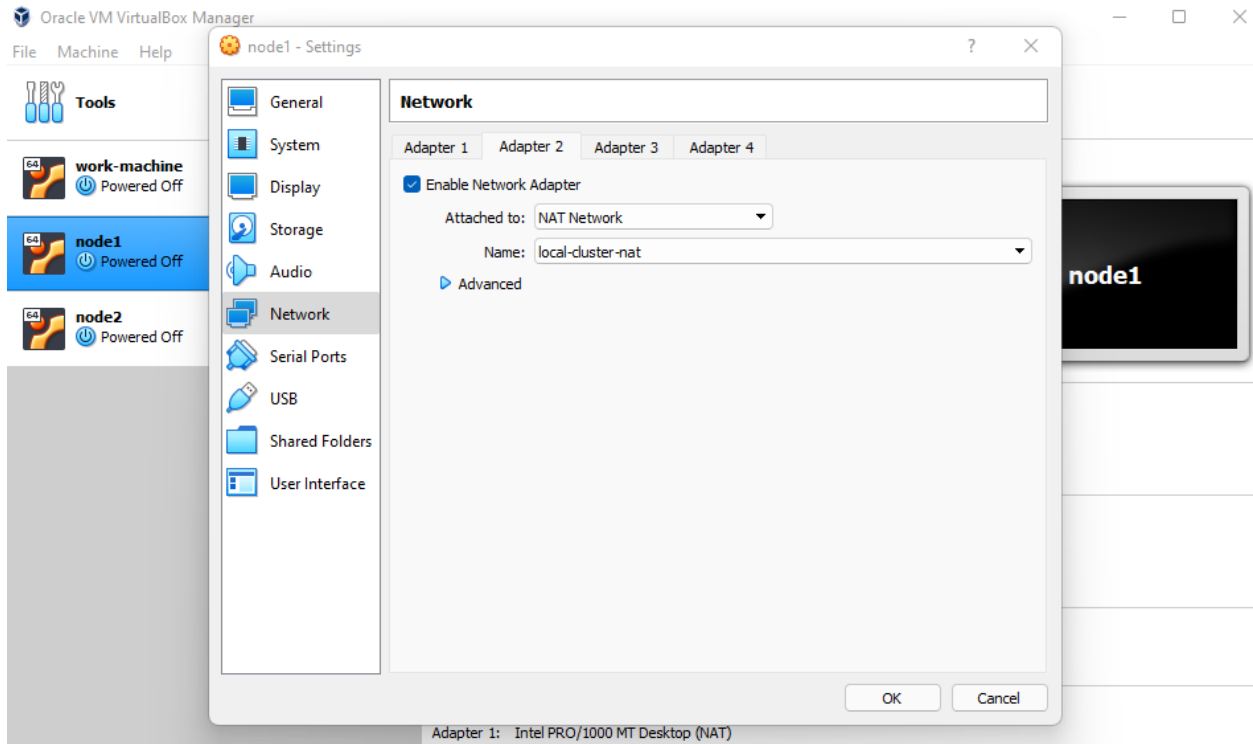 Oracle VM VirtualBox Manager
File Machine Help
Tools
64
work-machine
Powered Off
64
node1
Powered Off
64
node2
Powered Off
node1 - Settings
?
General
System
Display
Storage
Audio
Network
Serial Ports
USB
Shared Folders
User Interface
Network
Adapter 1 Adapter 2 Adapter 3 Adapter 4
Enable Network Adapter
Attached to: NAT Network
Name: local-cluster-nat
Advanced
OK Cancel
node1
Adapter 1: Intel PRO/1000 MT Desktop (NAT)